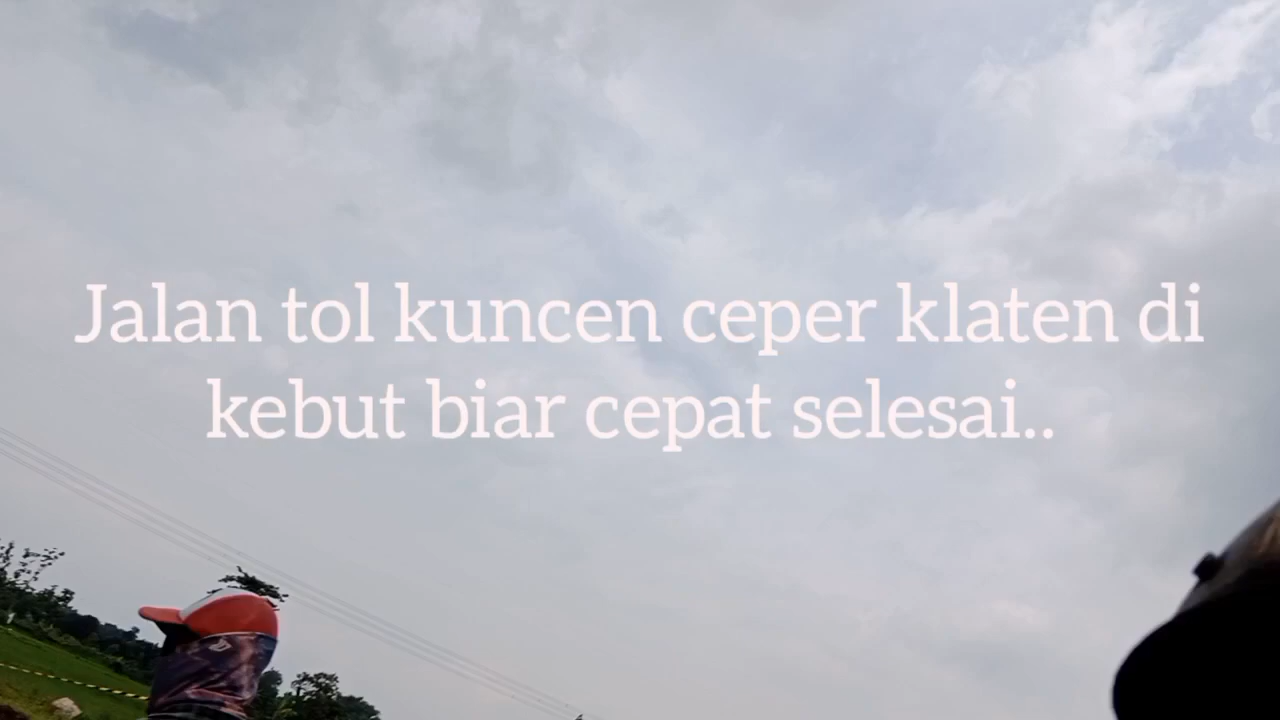 Jalan tol kuncen ceper klaten di
kebut biar cepat selesai..